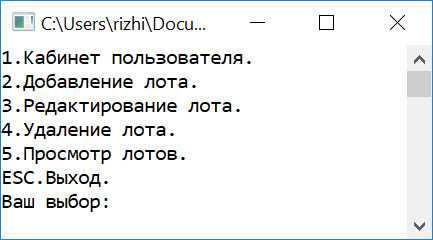 C:\Users\rizhi\Docu...
1.Кабинет пользователя.
2.Добавление лота.
3.Редактирование лота.
4.Удаление лота.
5.Просмотр лотов.
ESC.Выход.
Ваш выбор: